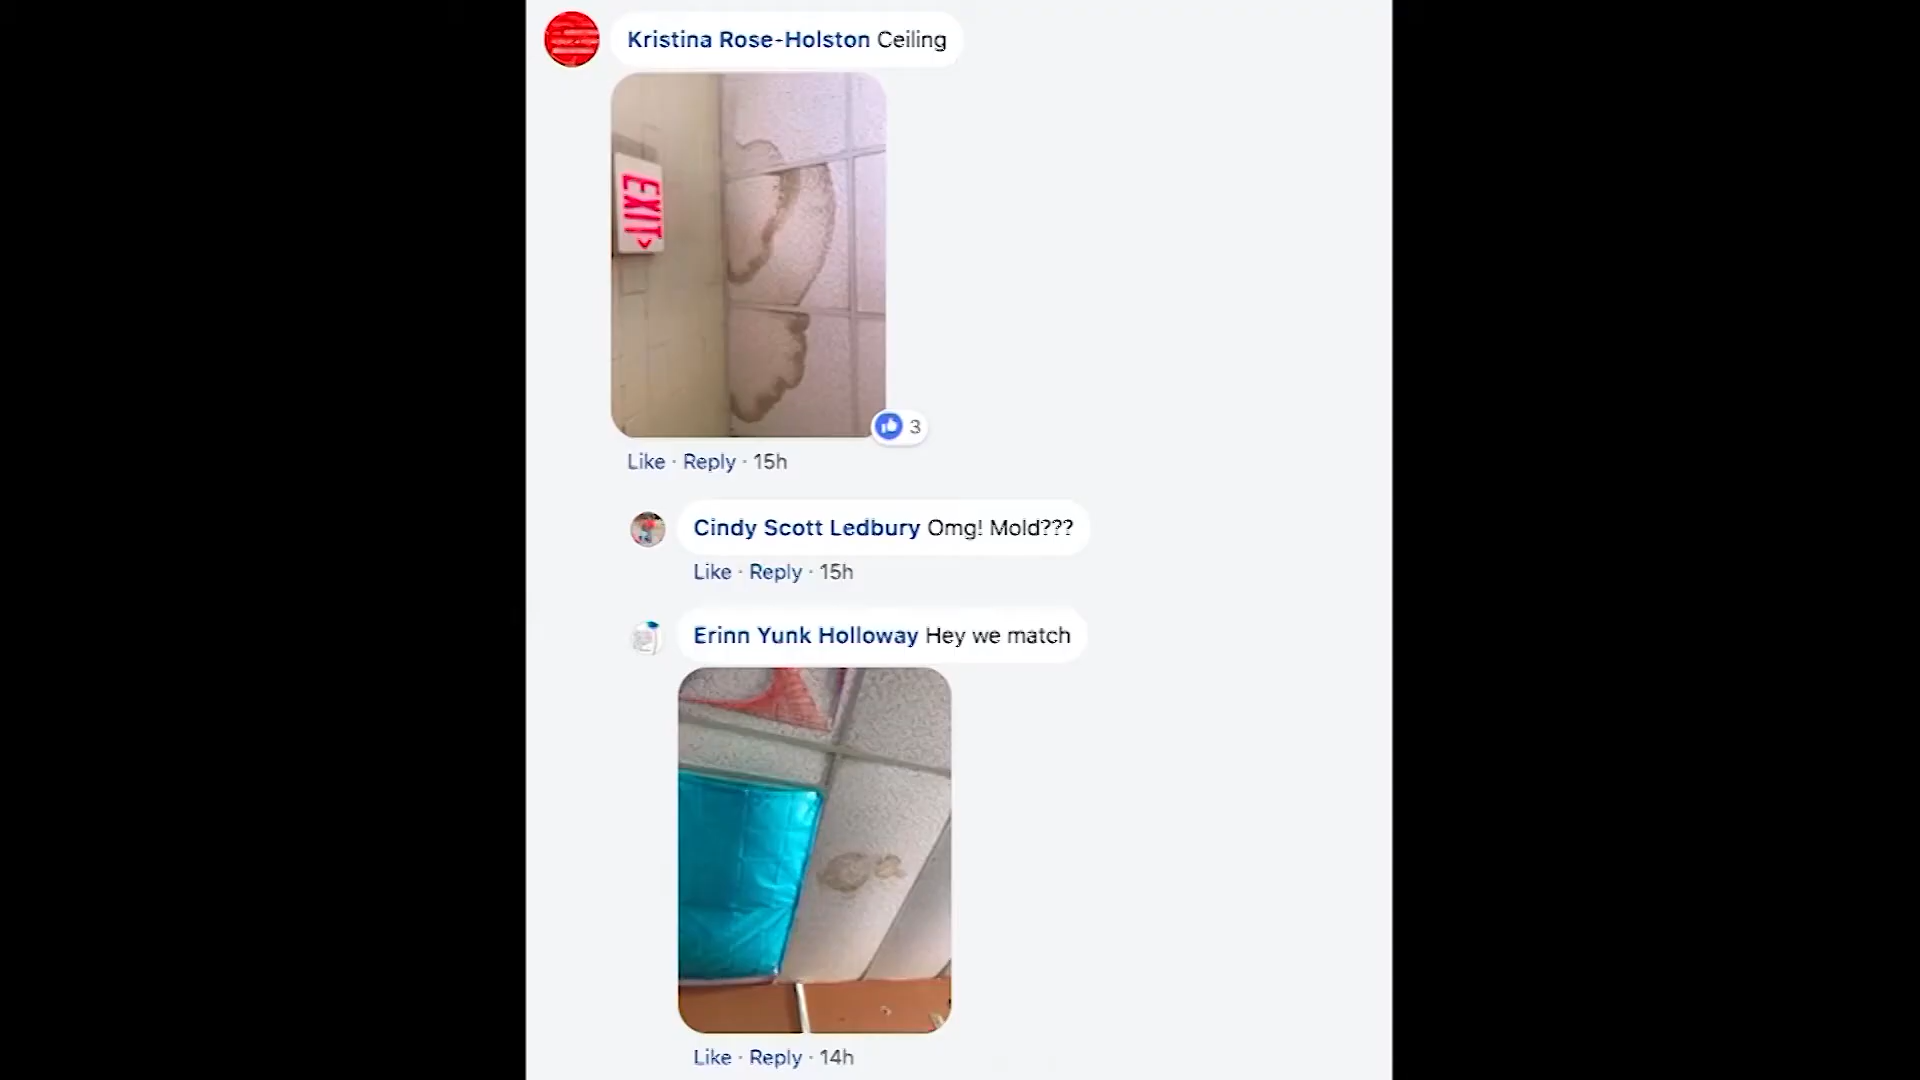 Kristina Rose-Holston Ceiling
EXIT>
3
Like · Reply · 15h
Cindy Scott Ledbury Omg! Mold???
Like · Reply · 15h
Erinn Yunk Holloway Hey we match
Like · Reply · 14h